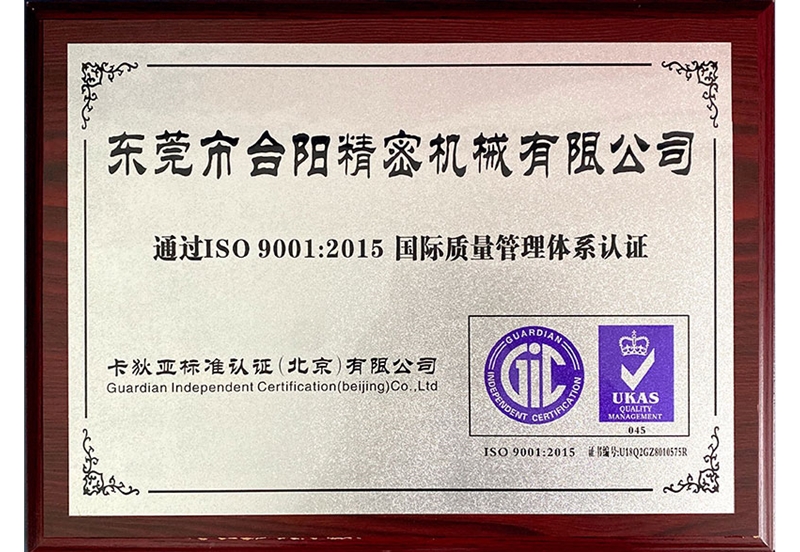 东莞市合阳精密机械有限公司
通过ISO 9001:2015 国际质量管理体系认证
卡狄亚标准认证(北京)有限公司
Guardian Independent Certification(beijing)Co.,Ltd
GUARDIAN
GIC
INDEPENDENT CERTIFICATION
UKAS
QUALITY
MANAGEMENT
045
ISO 9001:2015 证书编号:U18Q2GZ8010575R